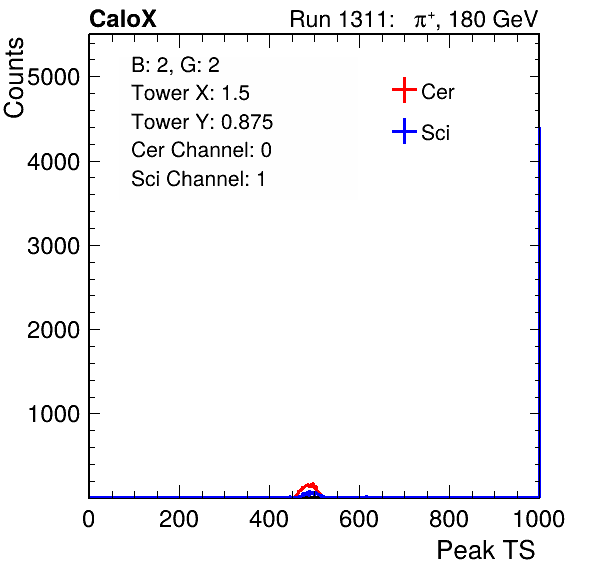 CaloX Run 1311: π+, 180 GeV
Counts
B: 2, G: 2
Tower X: 1.5
Tower Y: 0.875
Cer Channel: 0
Sci Channel: 1
Cer
Sci
5000
4000
3000
2000
1000
0 200 400 600 800 1000
Peak TS